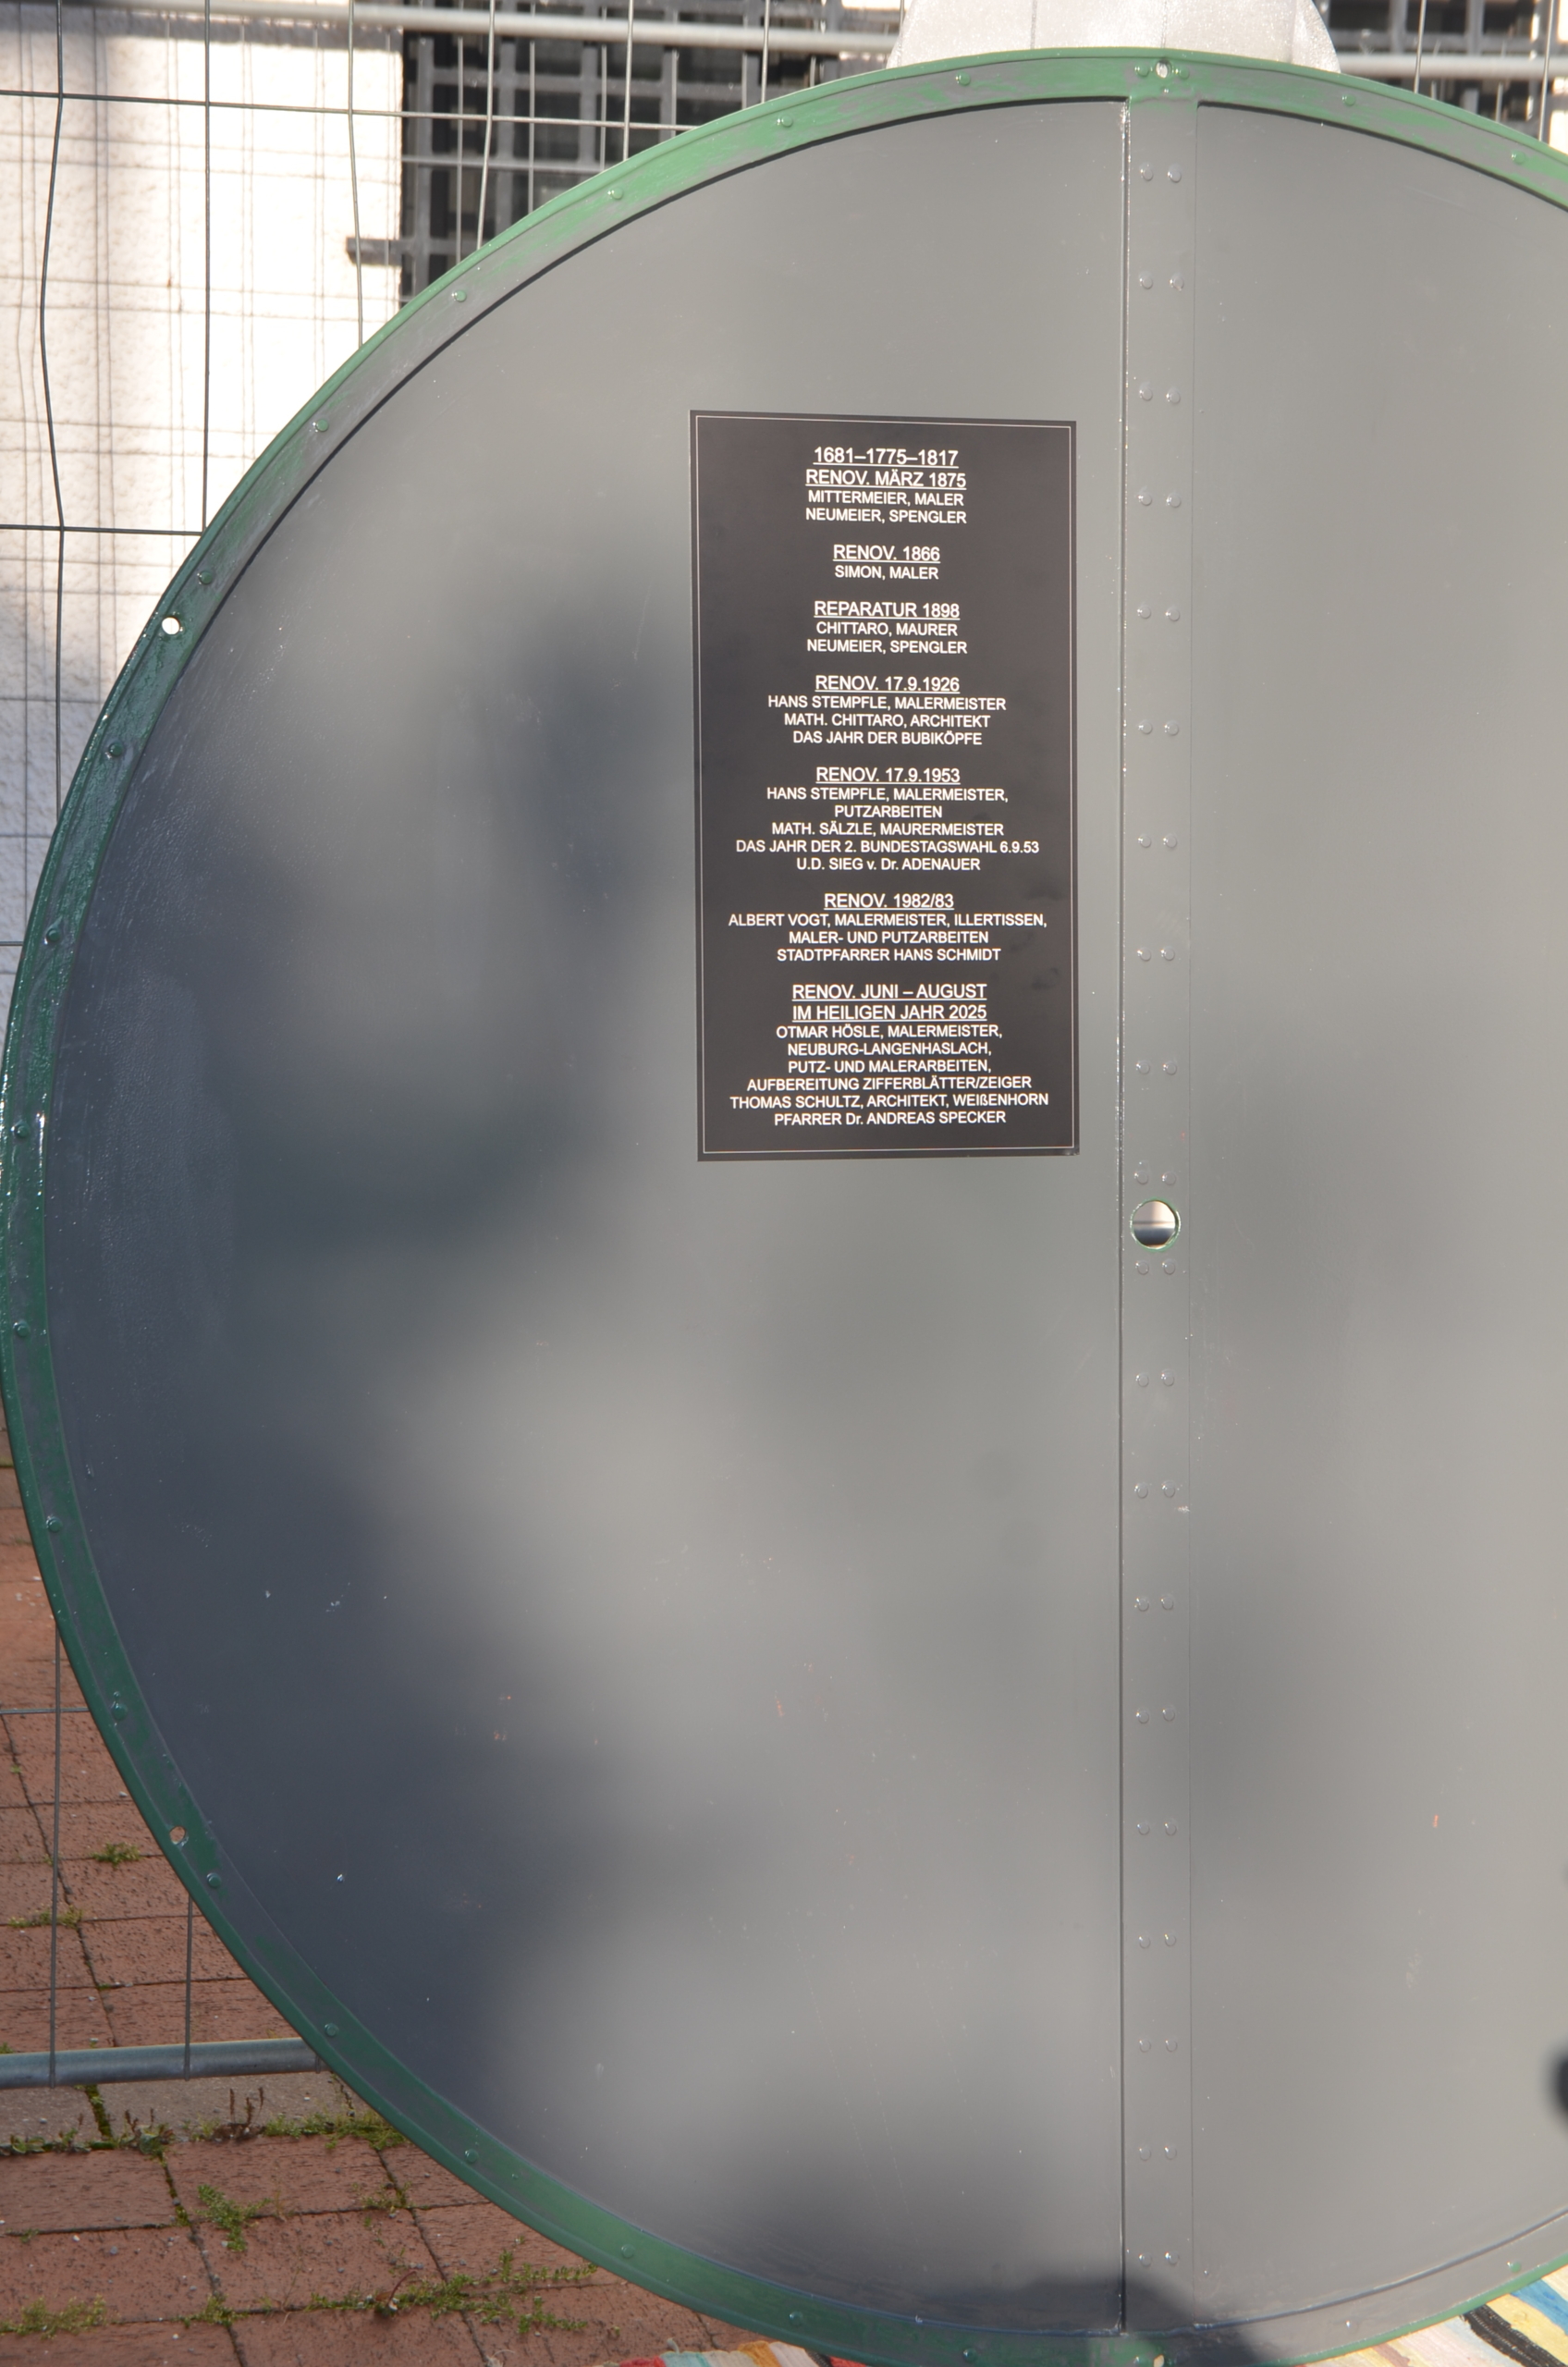 1681–1775–1817
RENOV. MÄRZ 1875
MITTERMEIER, MALER
NEUMEIER, SPENGLER
RENOV. 1866
SIMON, MALER
REPARATUR 1898
CHITTARO, MAURER
NEUMEIER, SPENGLER
RENOV. 17.9.1926
HANS STEMPFLE, MALERMEISTER
MATH. CHITTARO, ARCHITEKT
DAS JAHR DER BUBIKÖPFE
RENOV. 17.9.1953
HANS STEMPFLE, MALERMEISTER,
PUTZARBEITEN
MATH. SÄLZLE, MAURERMEISTER
DAS JAHR DER 2. BUNDESTAGSWAHL 6.9.53
U.D. SIEG v. Dr. ADENAUER
RENOV. 1982/83
ALBERT VOGT, MALERMEISTER, ILLERTISSEN,
MALER- UND PUTZARBEITEN
STADTPFARRER HANS SCHMIDT
RENOV. JUNI – AUGUST
IM HEILIGEN JAHR 2025
OTMAR HÖSLE, MALERMEISTER,
NEUBURG-LANGENHASLACH,
PUTZ- UND MALERARBEITEN,
AUFBEREITUNG ZIFFERBLÄTTER/ZEIGER
THOMAS SCHULTZ, ARCHITEKT, WEIßENHORN
PFARRER Dr. ANDREAS SPECKER